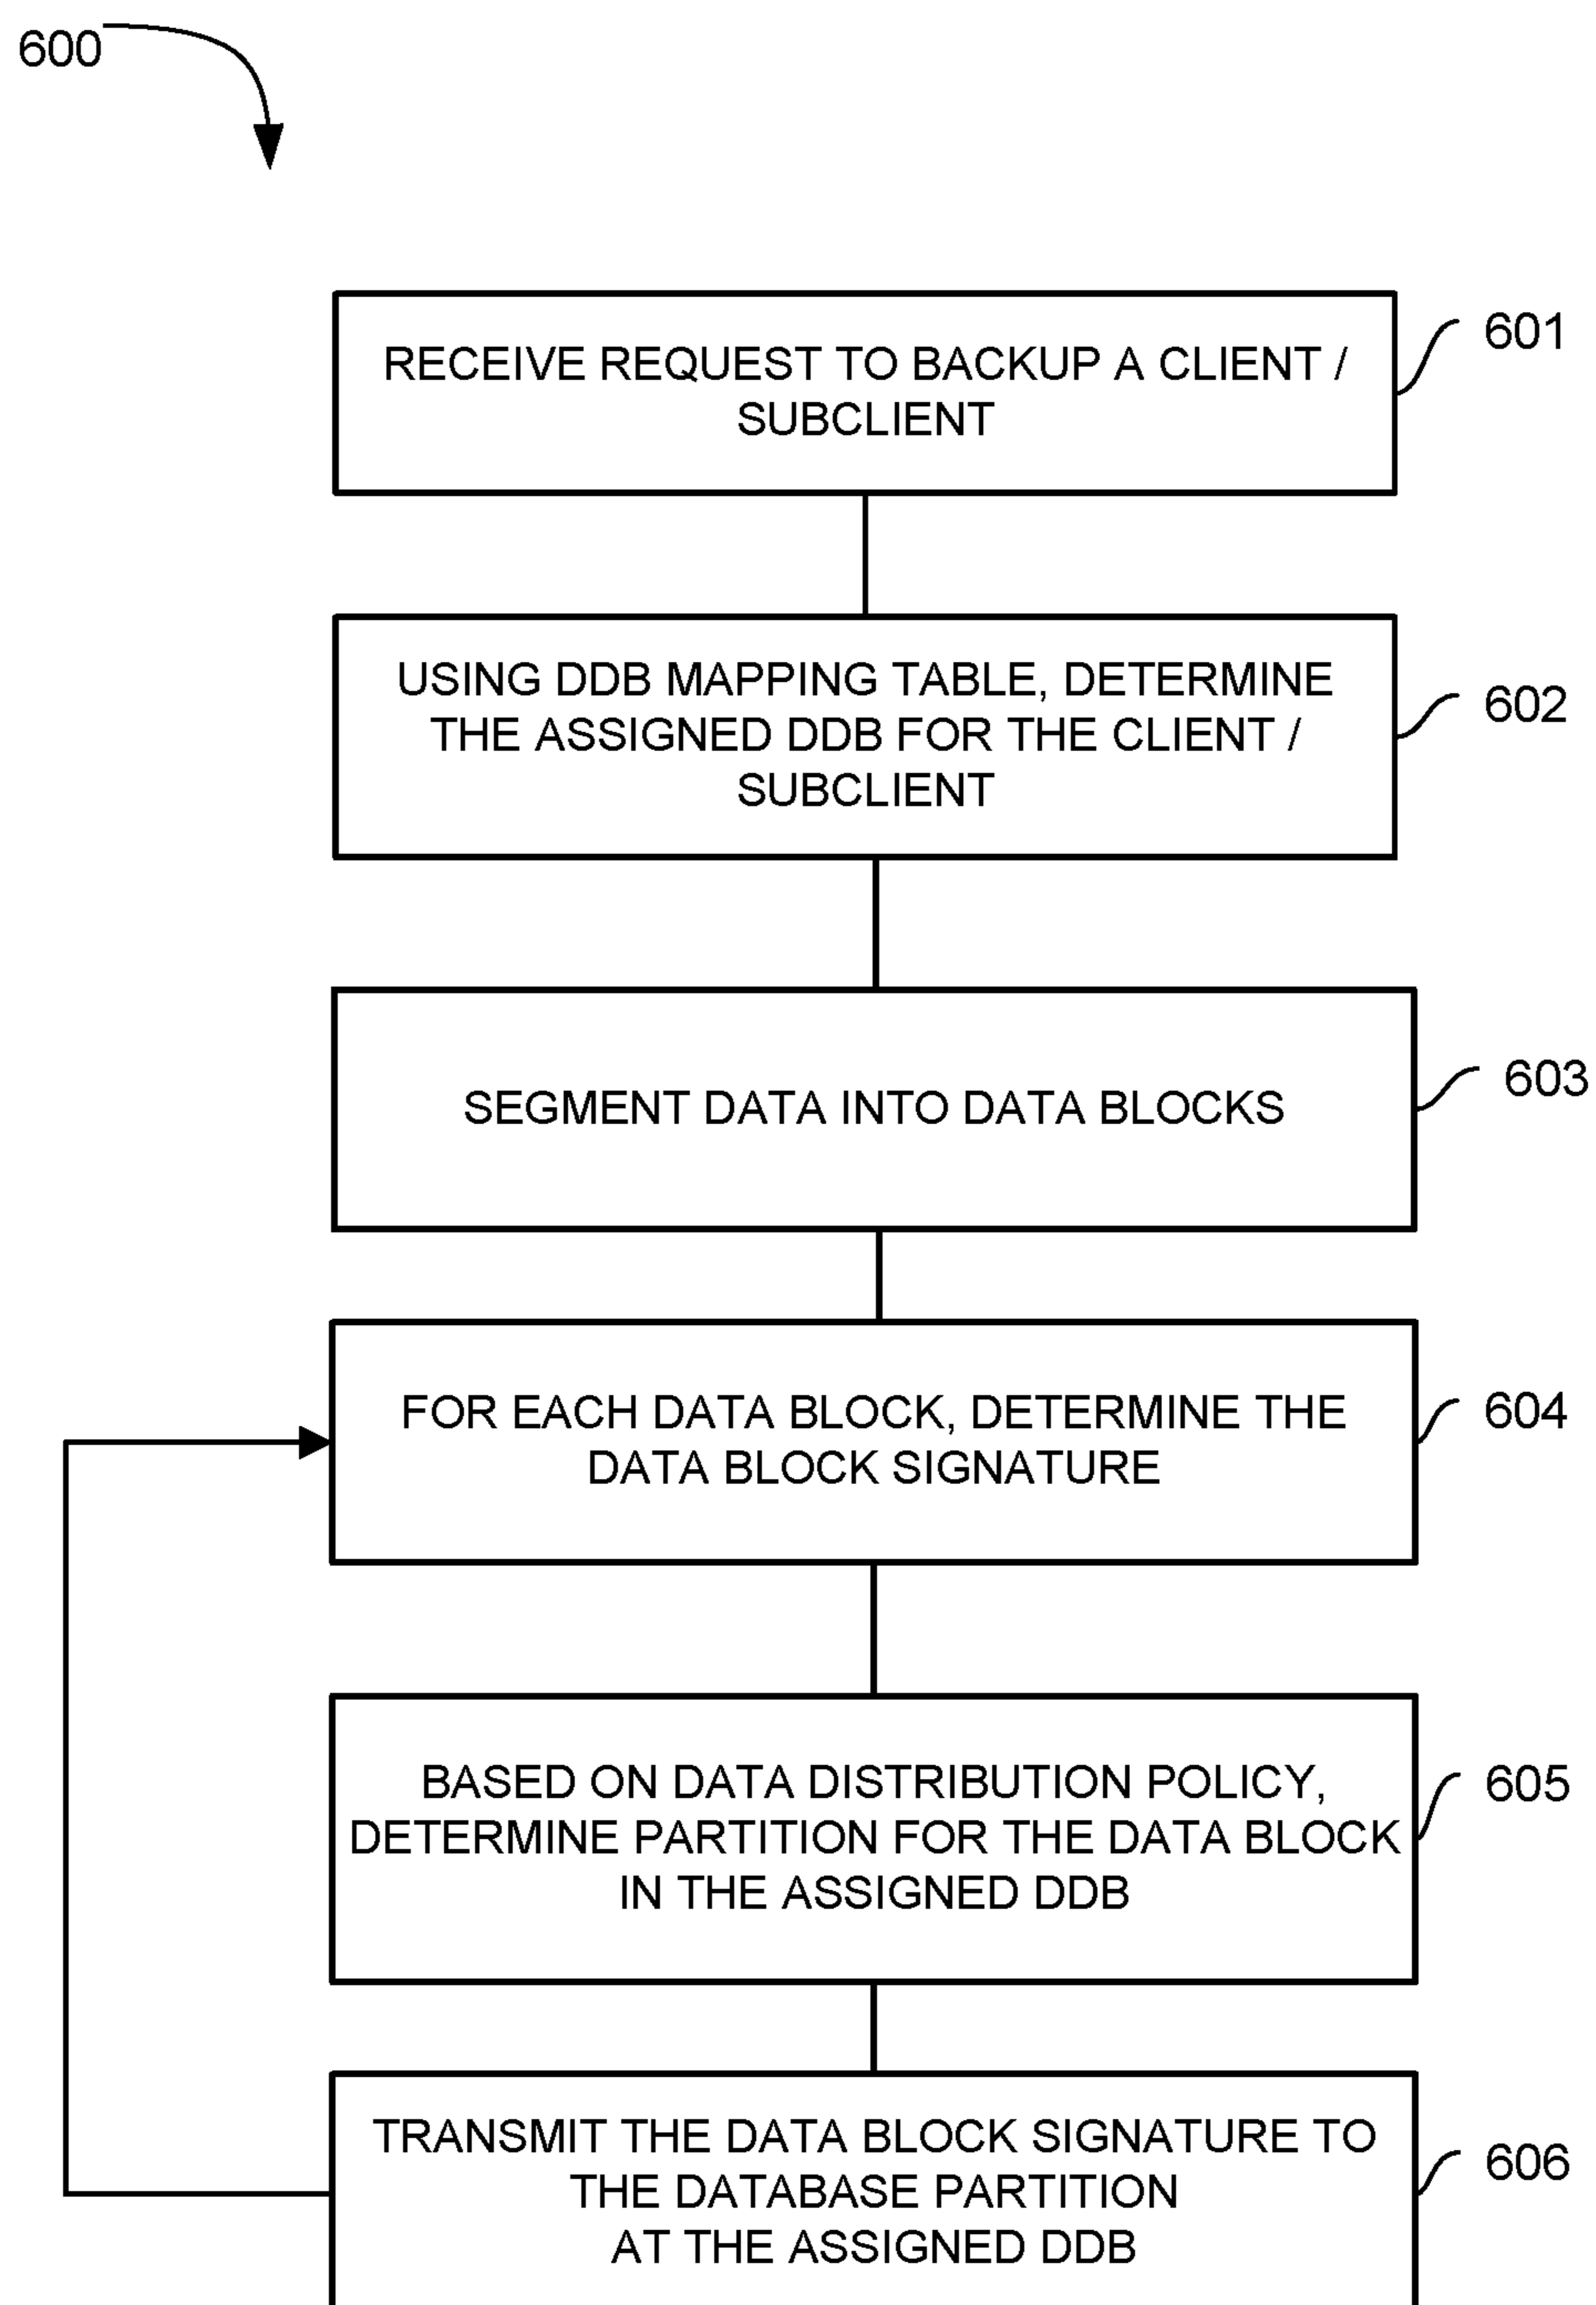 600
RECEIVE REQUEST TO BACKUP A CLIENT /
SUBCLIENT
601
USING DDB MAPPING TABLE, DETERMINE
THE ASSIGNED DDB FOR THE CLIENT /
SUBCLIENT
602
SEGMENT DATA INTO DATA BLOCKS
603
FOR EACH DATA BLOCK, DETERMINE THE
DATA BLOCK SIGNATURE
604
BASED ON DATA DISTRIBUTION POLICY,
DETERMINE PARTITION FOR THE DATA BLOCK
IN THE ASSIGNED DDB
605
TRANSMIT THE DATA BLOCK SIGNATURE TO
THE DATABASE PARTITION
AT THE ASSIGNED DDB
606